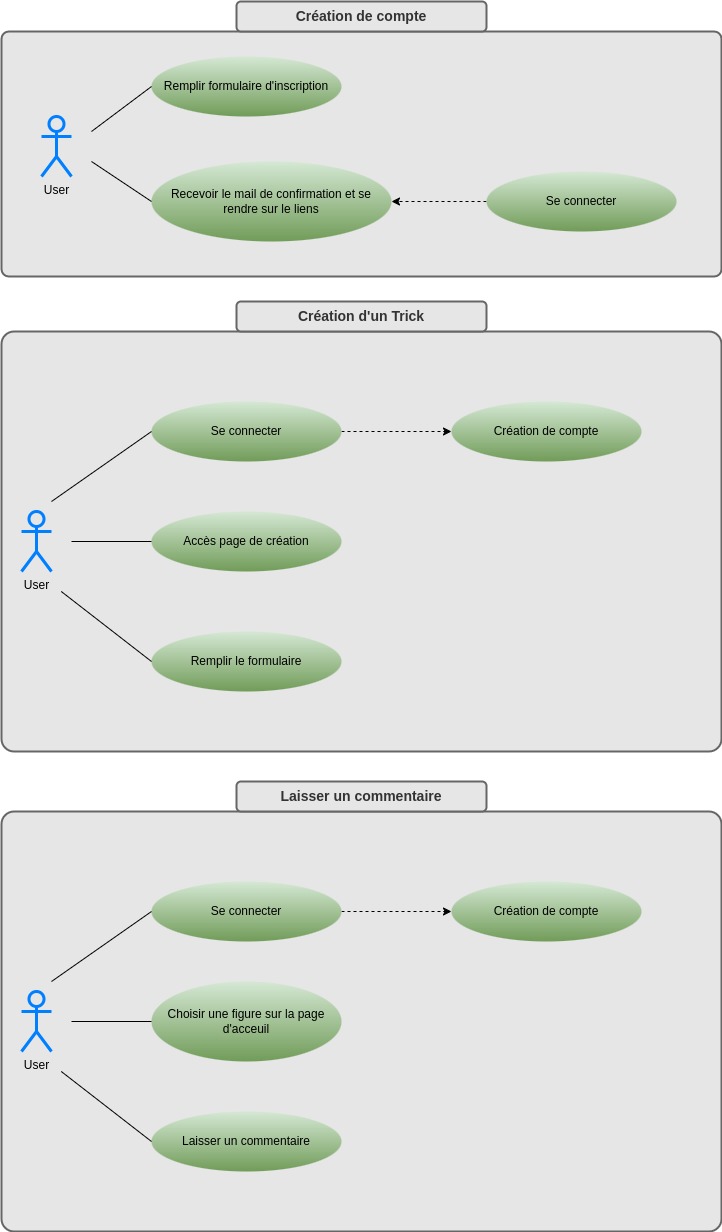 Création de compte
Remplir formulaire d'inscription
User
Recevoir le mail de confirmation et se
rendre sur le liens
Se connecter
Création d'un Trick
Se connecter
Création de compte
Accès page de création
User
Remplir le formulaire
Laisser un commentaire
Se connecter
Création de compte
Choisir une figure sur la page
d'acceuil
User
Laisser un commentaire